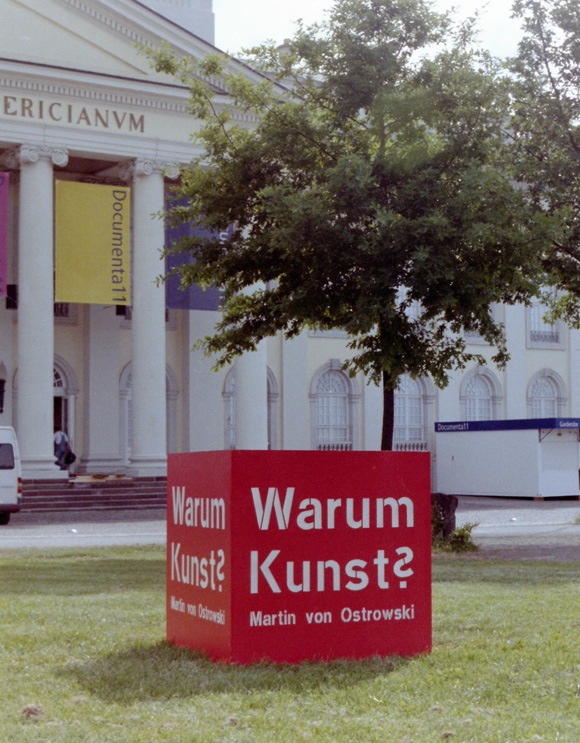 ERICIANVM
Documenta11
Documenta11
Warum
Kunst?
Martin von Ostrowski
Warum
Kunst?
Martin von Ostrowski